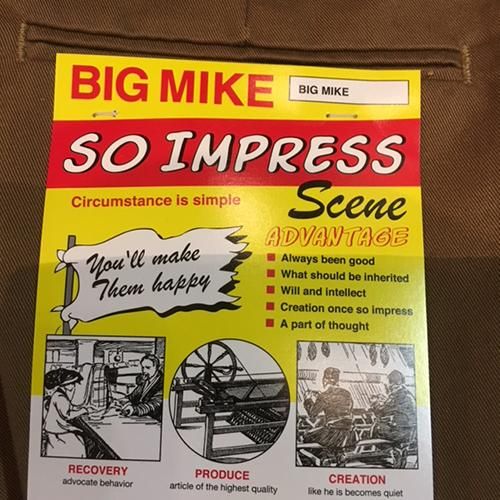 BIG MIKE
BIG MIKE
SO IMPRESS
Circumstance is simple
Scene
ADVANTAGE
You'll make
Them happy
Always been good
What should be inherited
Will and intellect
Creation once so impress
A part of thought
RECOVERY
advocate behavior
PRODUCE
article of the highest quality
CREATION
like he is becomes quiet